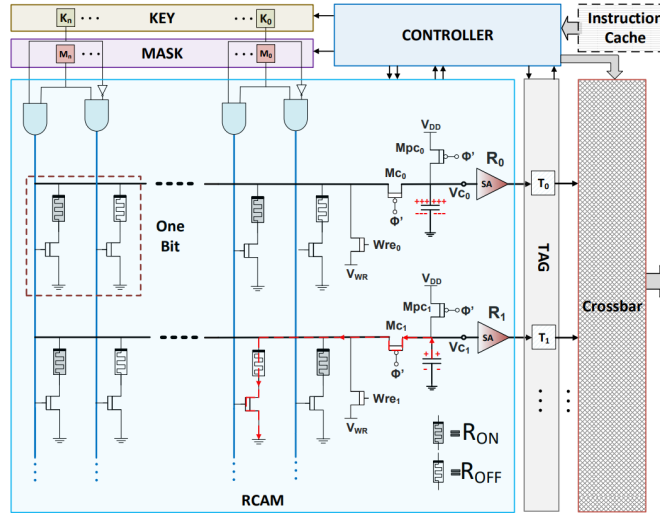 KEY
Kn
• • •
K0
MASK
Mn
• • •
M0
CONTROLLER
Instruction
Cache
VDD
Mpc0
Φ'
Mc0
Φ'
Vc0
R0
SA
T0
One
Bit
Wre0
VWR
TAG
Crossbar
VDD
Mpc1
Φ'
Mc1
Φ'
Vc1
R1
SA
T1
Wre1
VWR
≡RON
≡ROFF
RCAM